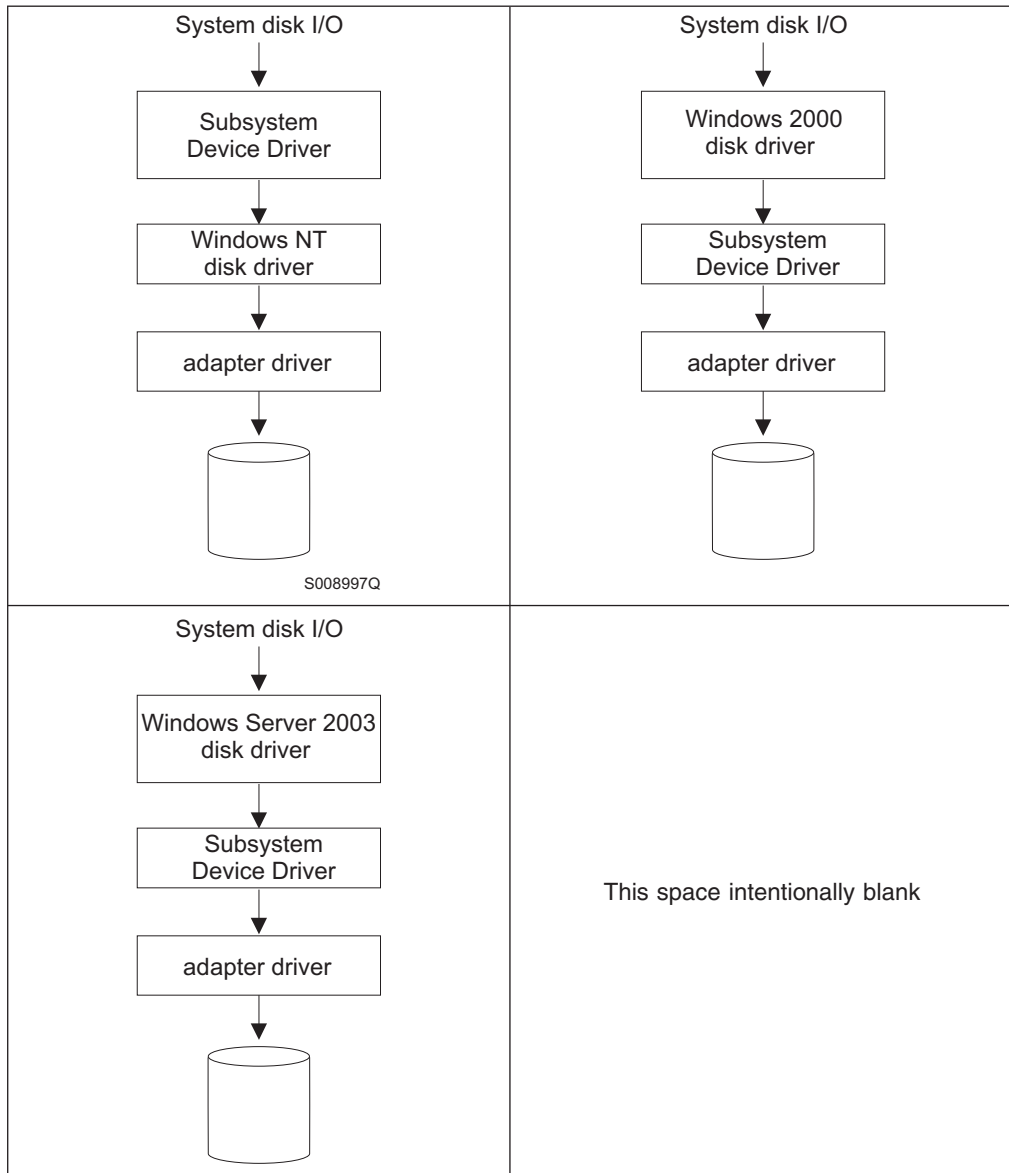 System disk I/O
Subsystem
Device Driver
Windows NT
disk driver
adapter driver
S008997Q
System disk I/O
Windows 2000
disk driver
Subsystem
Device Driver
adapter driver
System disk I/O
Windows Server 2003
disk driver
Subsystem
Device Driver
adapter driver
This space intentionally blank